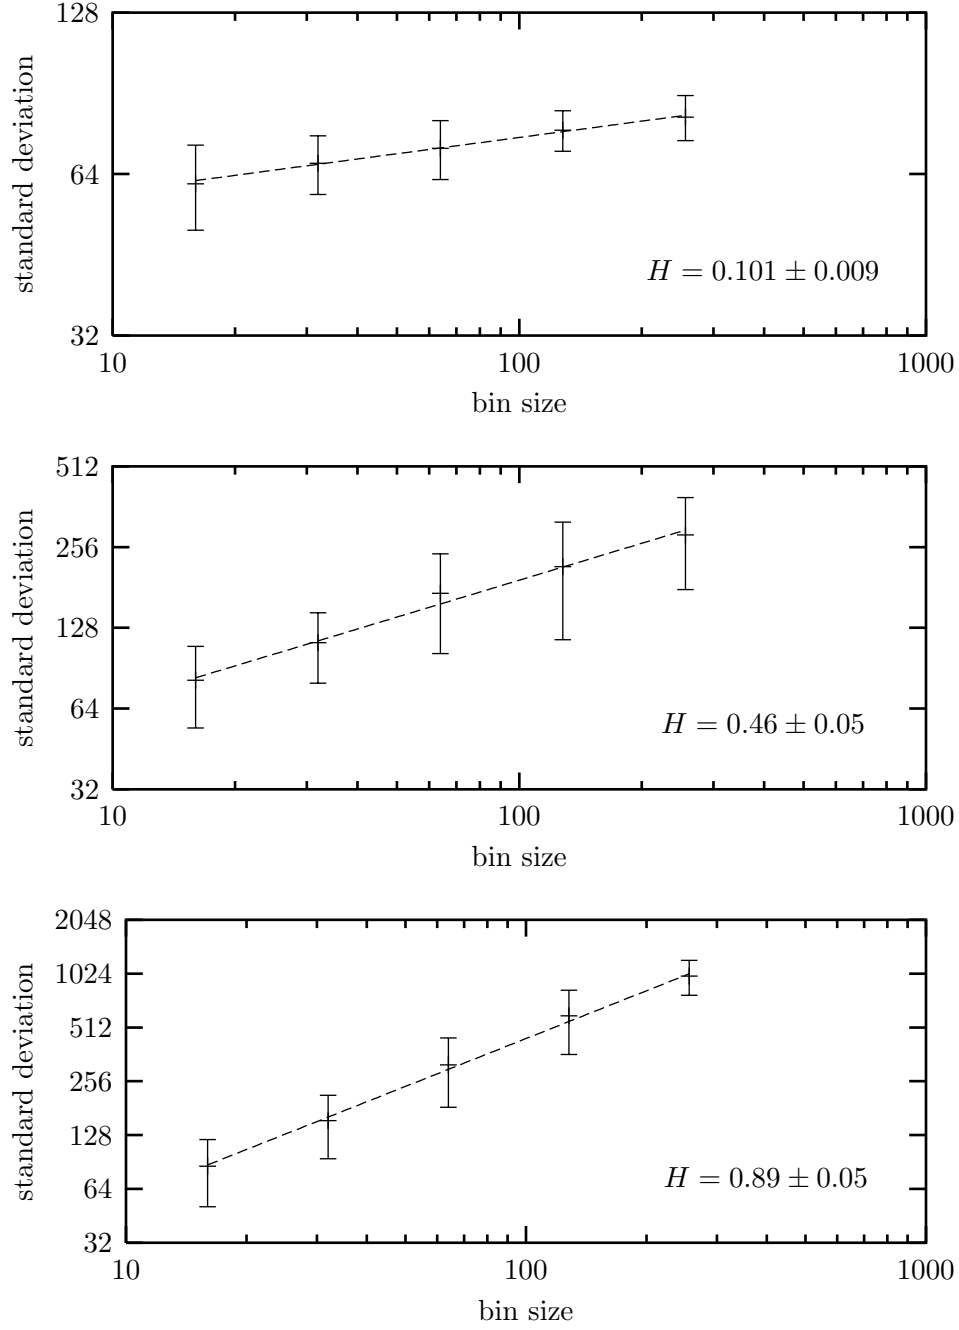 128
64
32
standard deviation
10
100
1000
bin size
H = 0.101 ± 0.009
512
256
128
64
32
standard deviation
10
100
1000
bin size
H = 0.46 ± 0.05
2048
1024
512
256
128
64
32
standard deviation
10
100
1000
bin size
H = 0.89 ± 0.05